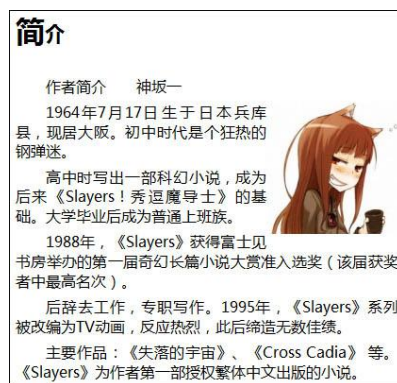 简介
作者简介 神坂一
1964年7月17日生于日本兵库
县，现居大阪。初中时代是个狂热的
钢弹迷。
高中时写出一部科幻小说，成为
后来《Slayers！秀逗魔导士》的基
础。大学毕业后成为普通上班族。
1988年，《Slayers》获得富士见
书房举办的第一届奇幻长篇小说大赏准入选奖（该届获奖
者中最高名次）。
后辞去工作，专职写作。1995年，《Slayers》系列
被改编为TV动画，反应热烈，此后缔造无数佳绩。
主要作品：《失落的宇宙》、《Cross Cadia》 等。
《Slayers》为作者第一部授权繁体中文出版的小说。